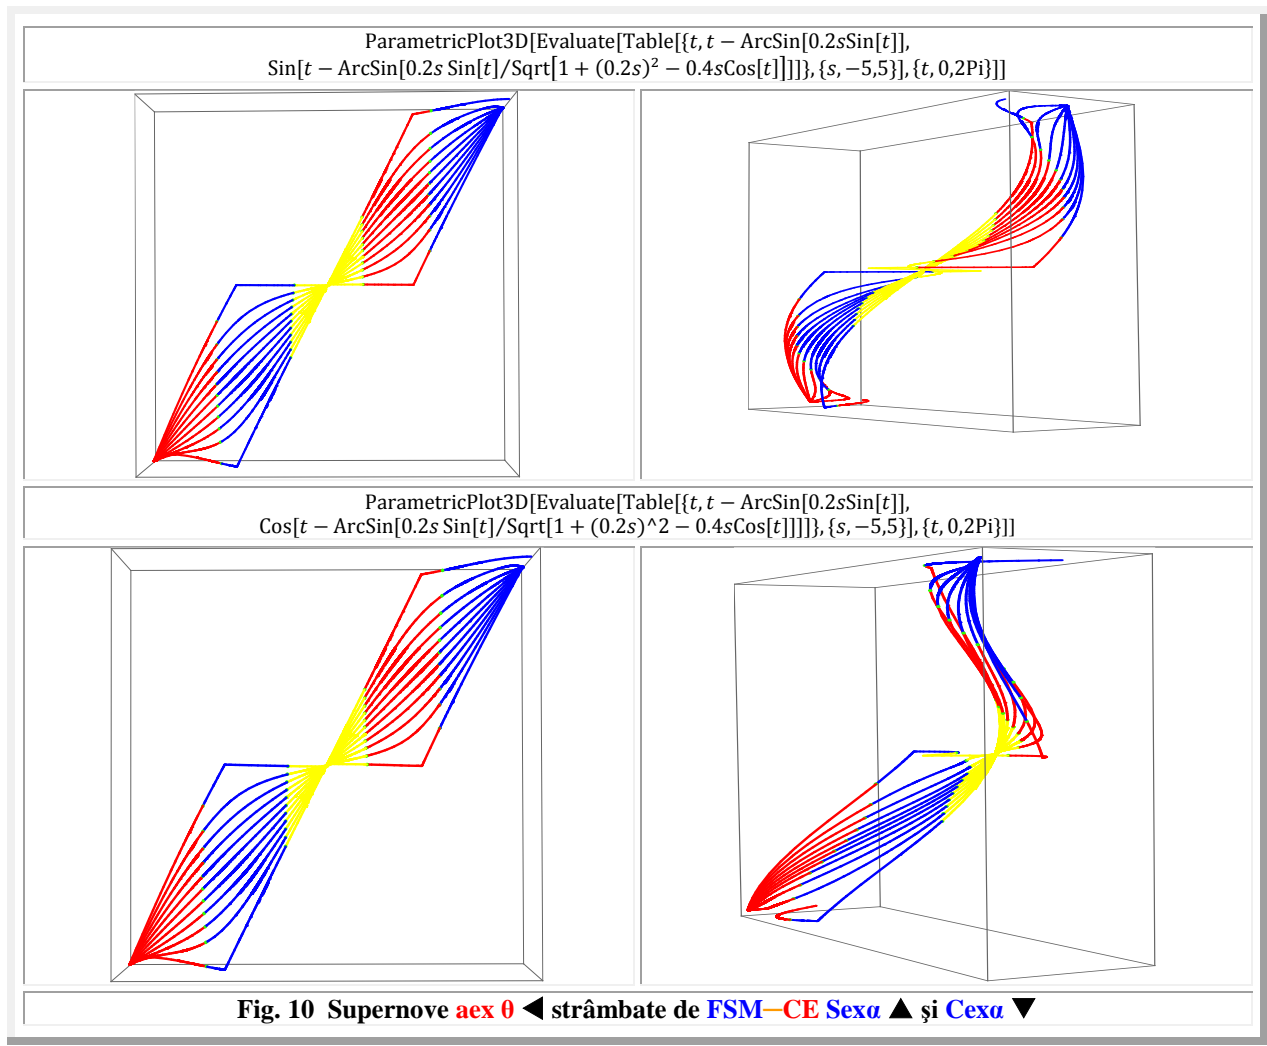 ParametricPlot3D[Evaluate[Table[{t, t − ArcSin[0.2sSin[t]],
Sin[t − ArcSin[0.2s Sin[t]/Sqrt[1 + (0.2s)² − 0.4sCos[t]]]]}, {s, −5,5}], {t, 0,2Pi}]]
ParametricPlot3D[Evaluate[Table[{t, t − ArcSin[0.2sSin[t]],
Cos[t − ArcSin[0.2s Sin[t]/Sqrt[1 + (0.2s)^2 − 0.4sCos[t]]]]]}, {s, −5,5}], {t, 0,2Pi}]]
Fig. 10 Supernove aex θ ◄ strâmbate de FSM─CE Sexα ▲ şi Cexα ▼